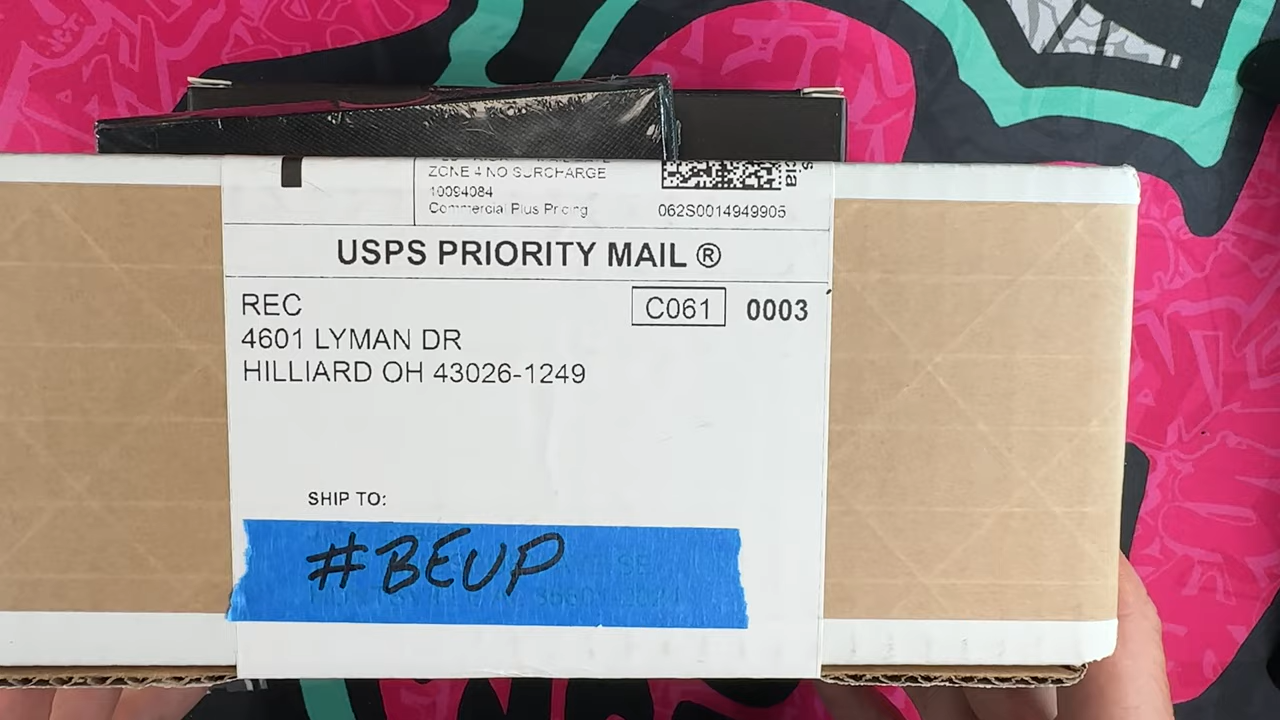 ZONE 4 NO SURCHARGE
cia
10094084
Commercial Plus Pricing
062S0014949905
USPS PRIORITY MAIL ®
REC
C061
0003
4601 LYMAN DR
HILLIARD OH 43026-1249
SHIP TO:
#BEUP